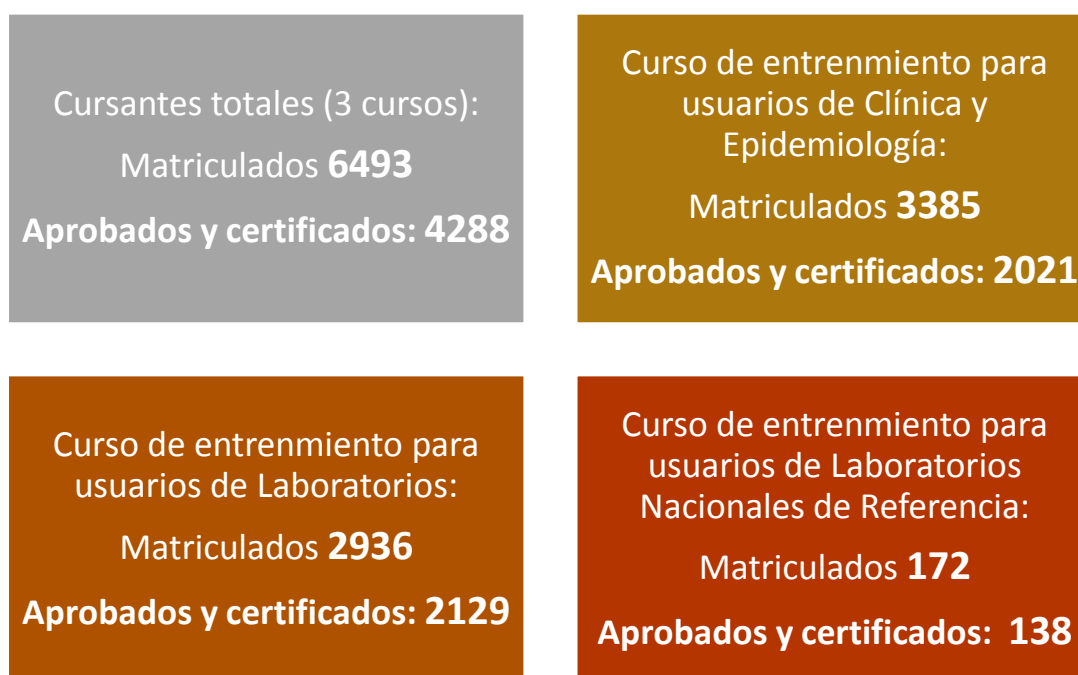 Cursantes totales (3 cursos):
Matriculados 6493
Aprobados y certificados: 4288
Curso de entrenmiento para
usuarios de Clínica y
Epidemiología:
Matriculados 3385
Aprobados y certificados: 2021
Curso de entrenmiento para
usuarios de Laboratorios:
Matriculados 2936
Aprobados y certificados: 2129
Curso de entrenmiento para
usuarios de Laboratorios
Nacionales de Referencia:
Matriculados 172
Aprobados y certificados: 138